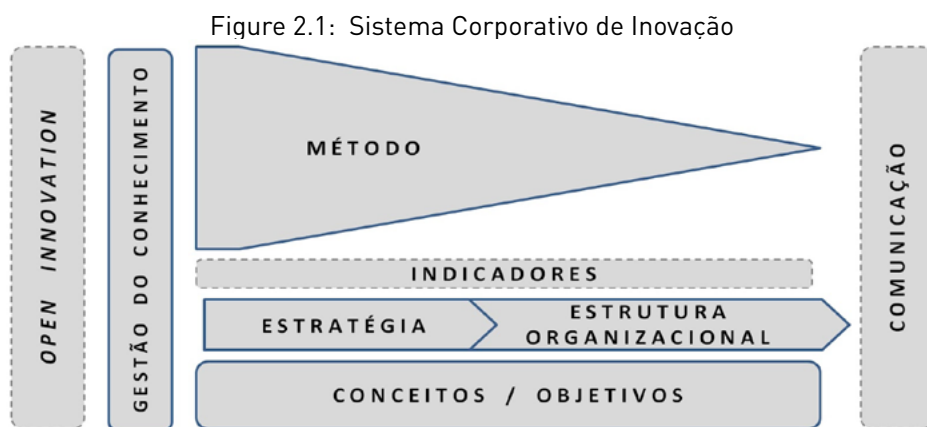 Figure 2.1: Sistema Corporativo de Inovação
OPEN INNOVATION
GESTÃO DO CONHECIMENTO
MÉTODO
INDICADORES
ESTRATÉGIA
ESTRUTURA
ORGANIZACIONAL
CONCEITOS / OBJETIVOS
COMUNICAÇÃO